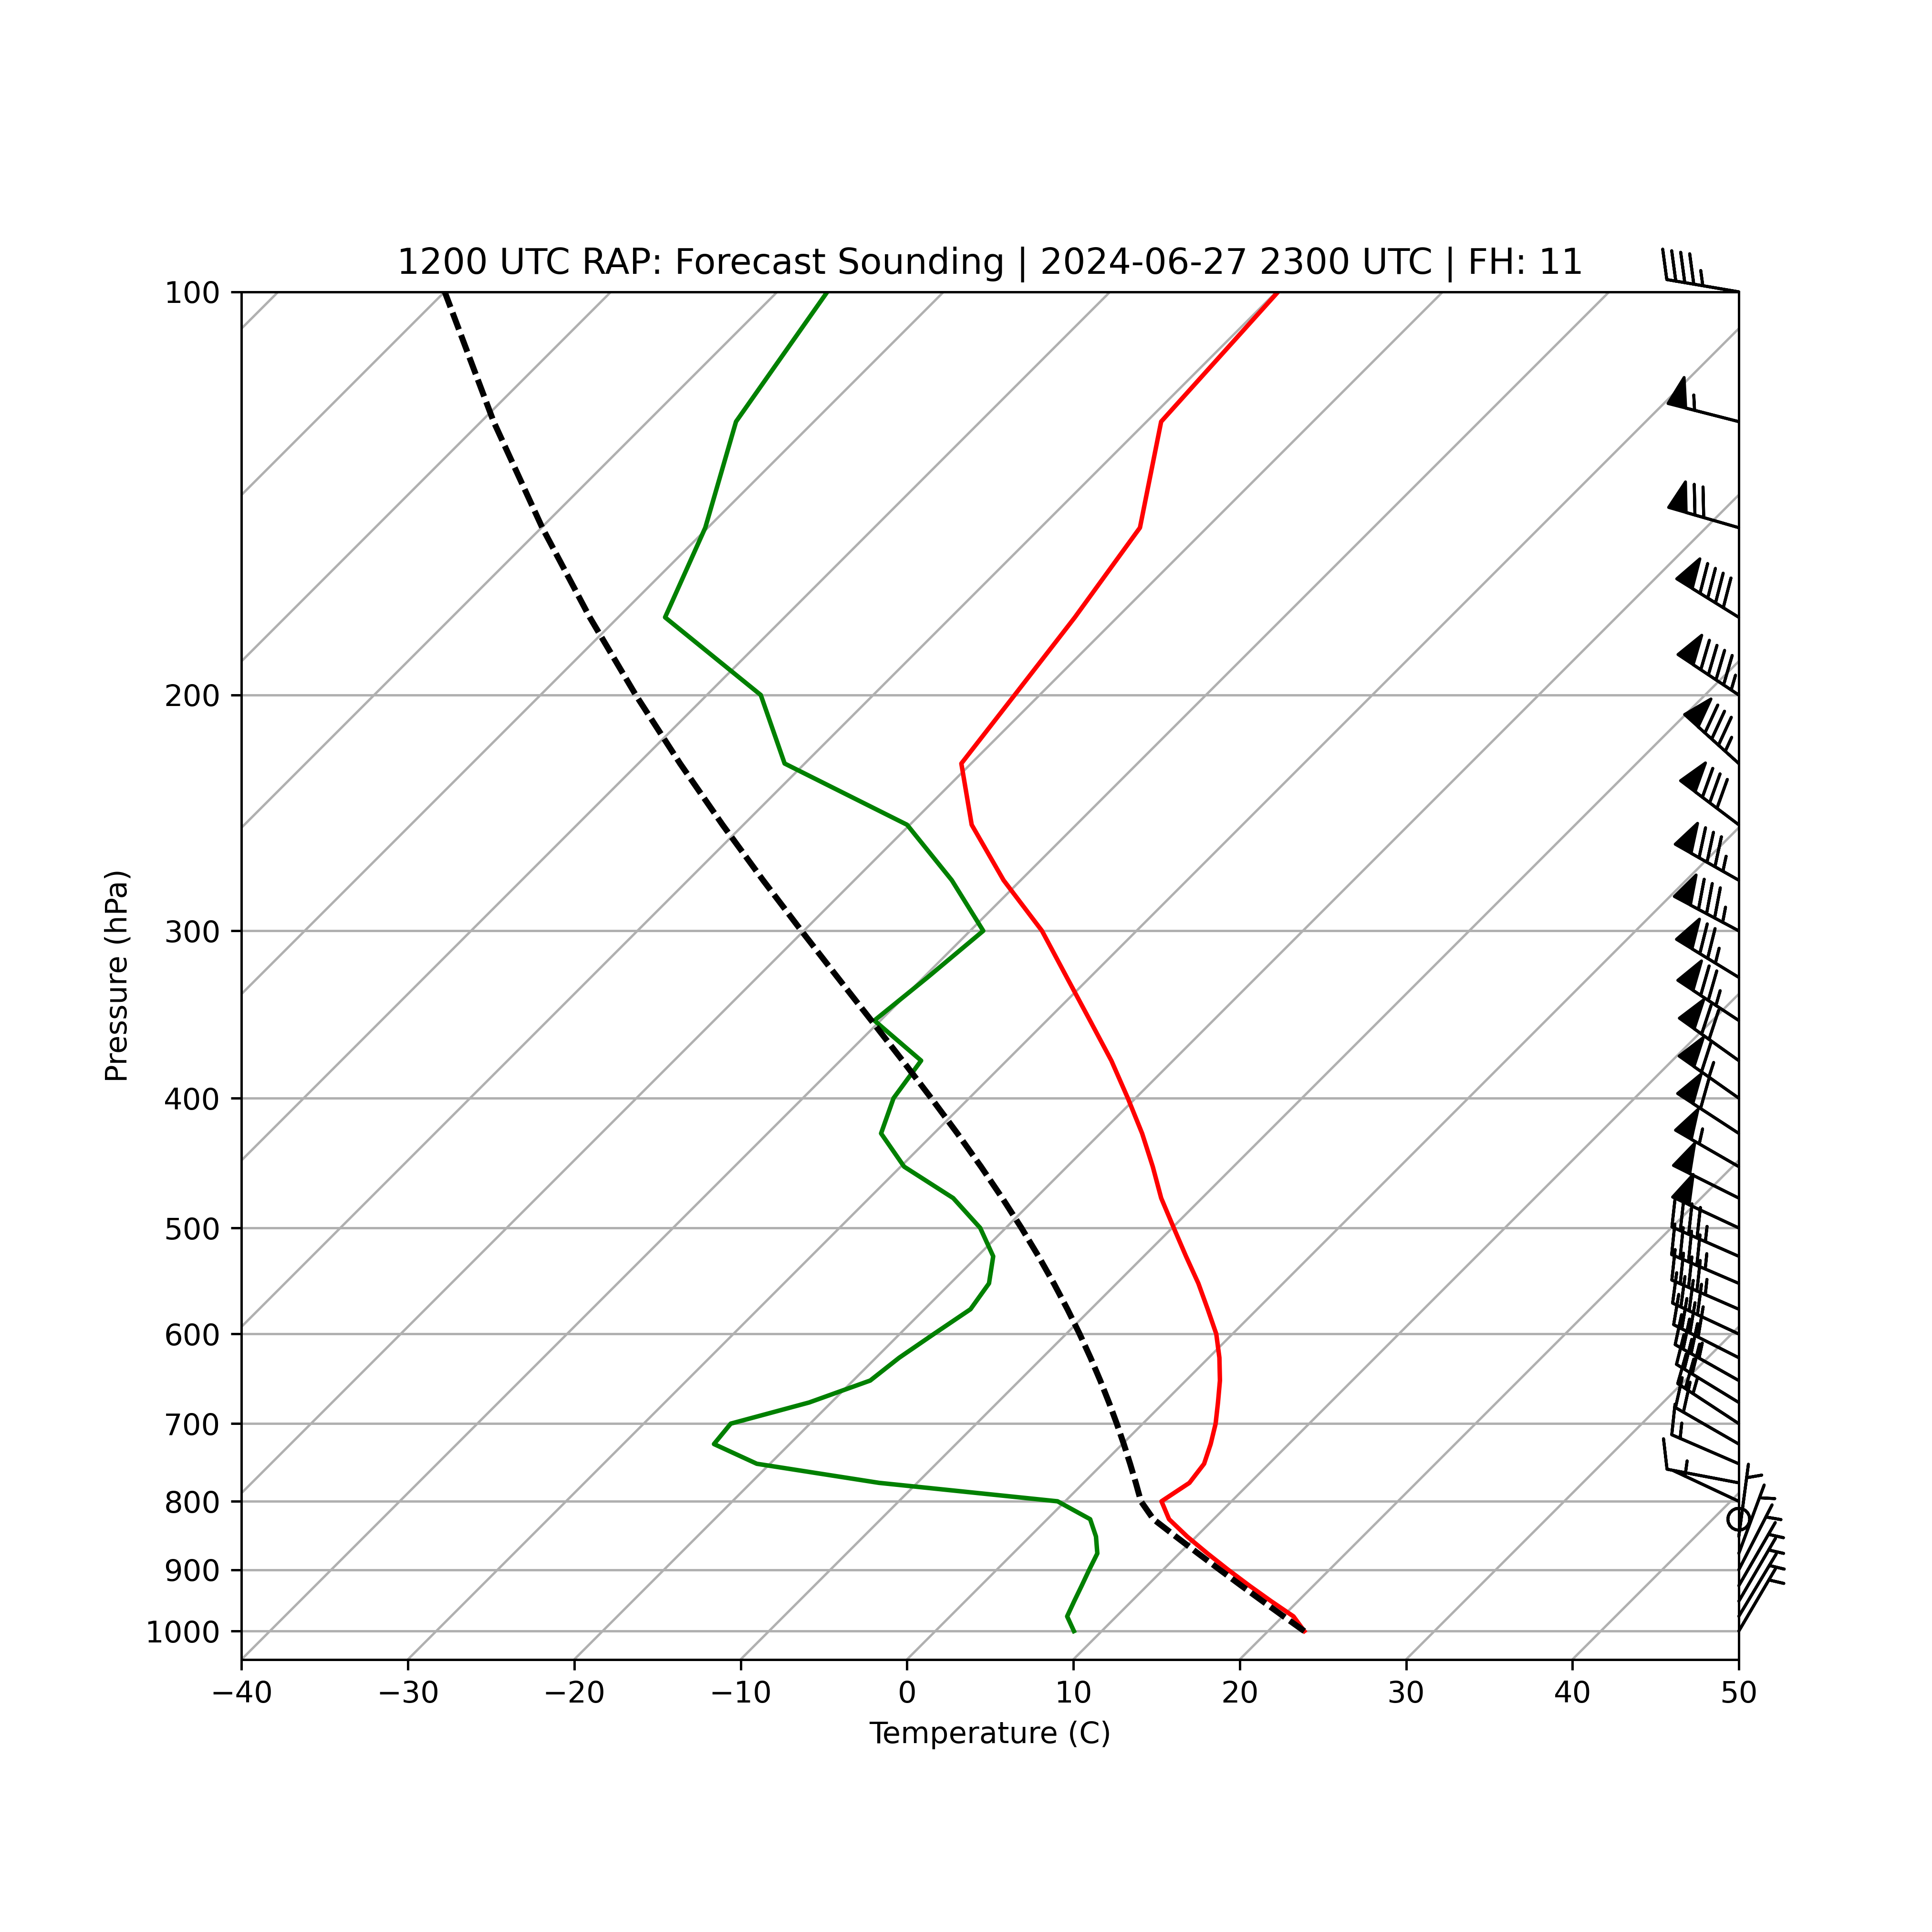 1200 UTC RAP: Forecast Sounding | 2024-06-27 2300 UTC | FH: 11
100
200
300
400
500
600
700
800
900
1000
Pressure (hPa)
−40 −30 −20 −10 0 10 20 30 40 50
Temperature (C)